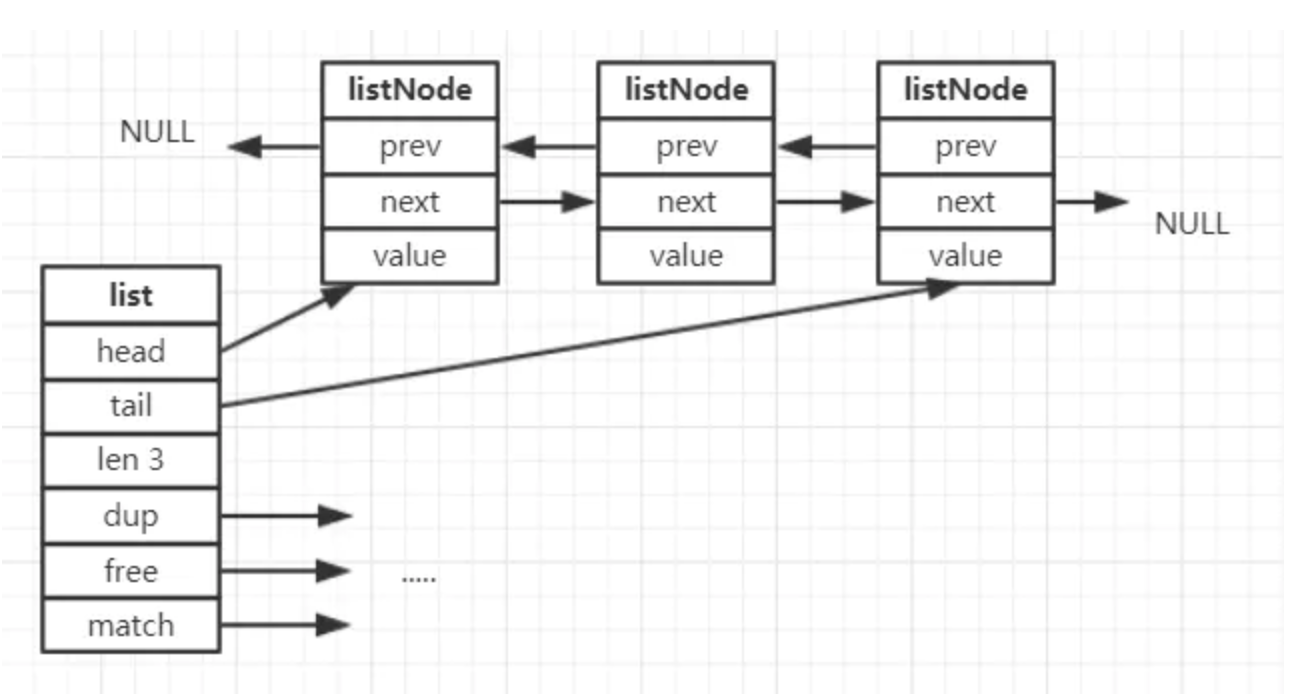 listNode
prev
next
value
listNode
prev
next
value
listNode
prev
next
value
NULL
NULL
list
head
tail
len 3
dup
free
match
.....